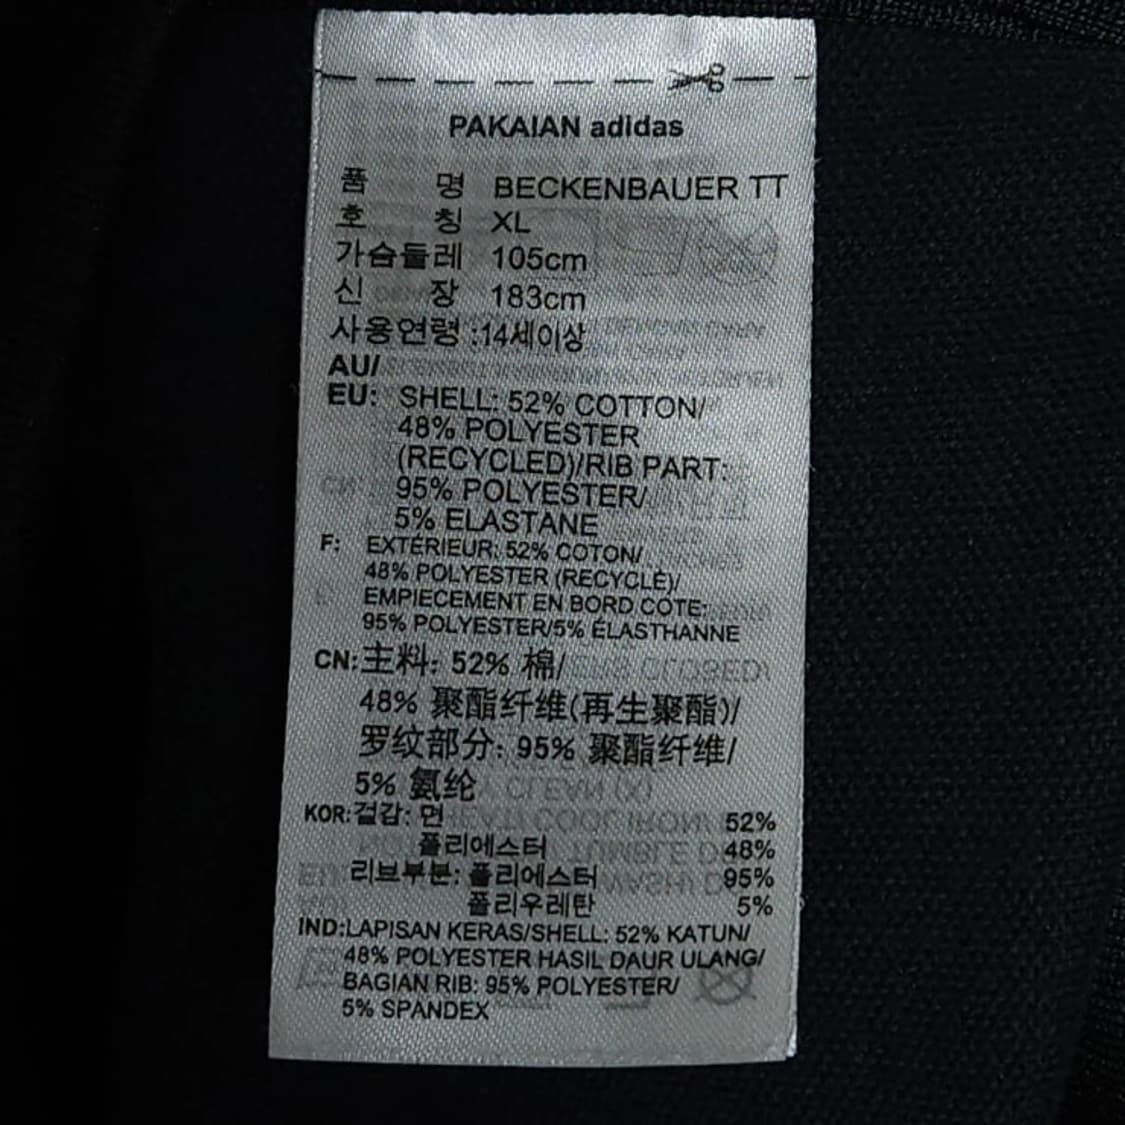 PAKAIAN adidas
품 명 BECKENBAUER TT
호 칭 XL
가슴둘레 105cm
신 장 183cm
사용연령 :14세이상
AU/
EU: SHELL: 52% COTTON/
48% POLYESTER
(RECYCLED)/RIB PART:
95% POLYESTER/
5% ELASTANE
F: EXTÉRIEUR: 52% COTON/
48% POLYESTER (RECYCLÉ)/
EMPIECEMENT EN BORD COTE:
95% POLYESTER/5% ÉLASTHANNE
CN: 主料: 52% 棉/
48% 聚酯纤维(再生聚酯)/
罗纹部分: 95% 聚酯纤维/
5% 氨纶
KOR: 겉감: 면 52%
폴리에스터 48%
리브부분: 폴리에스터 95%
폴리우레탄 5%
IND:LAPISAN KERAS/SHELL: 52% KATUN/
48% POLYESTER HASIL DAUR ULANG/
BAGIAN RIB: 95% POLYESTER/
5% SPANDEX